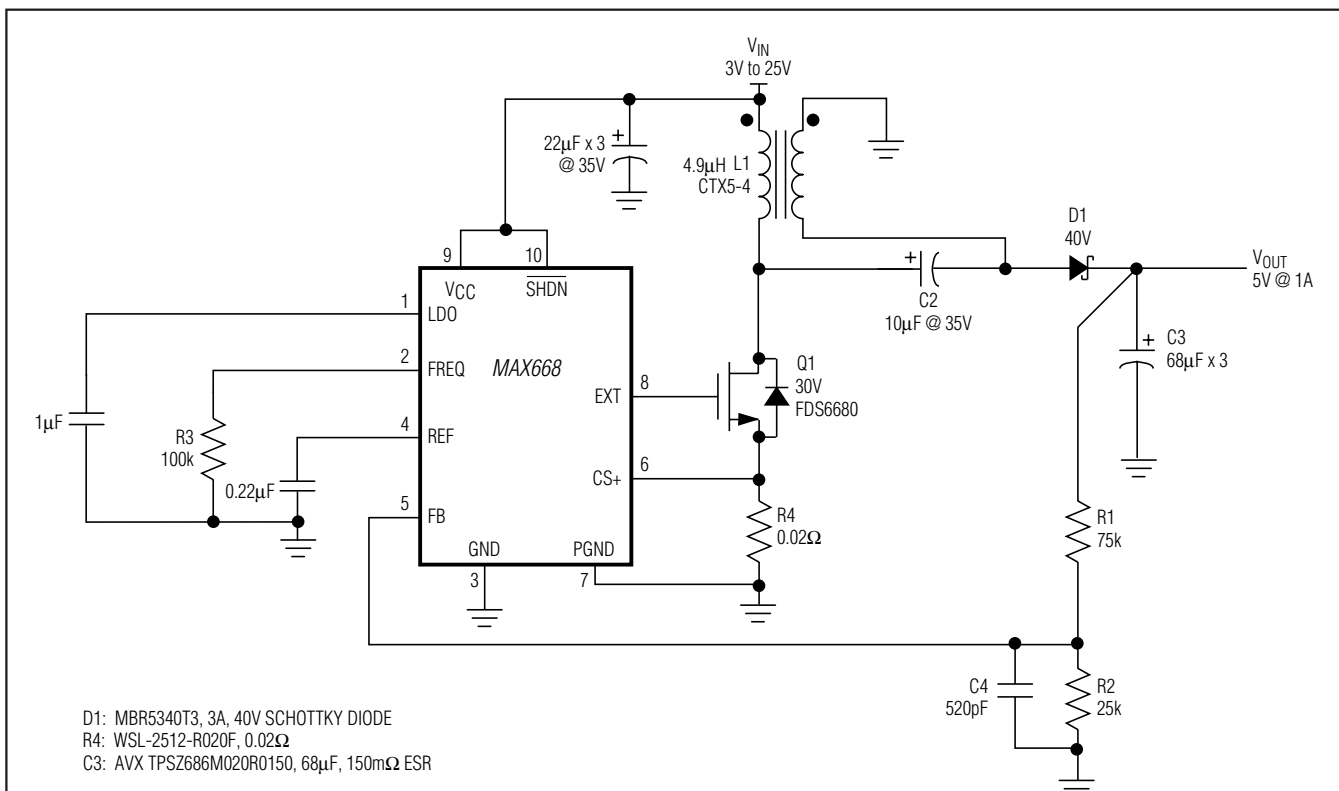 VIN
3V to 25V
22µF x 3
@ 35V
4.9µH L1
CTX5-4
D1
40V
VOUT
5V @ 1A
C2
10µF @ 35V
C3
68µF x 3
9
10
VCC
SHDN
1
LDO
2
FREQ
MAX668
4
REF
5
FB
EXT
8
CS+
6
GND
PGND
3
7
Q1
30V
FDS6680
R4
0.02Ω
1µF
R3
100k
0.22µF
R1
75k
C4
520pF
R2
25k
D1: MBR5340T3, 3A, 40V SCHOTTKY DIODE
R4: WSL-2512-R020F, 0.02Ω
C3: AVX TPSZ686M020R0150, 68µF, 150mΩ ESR